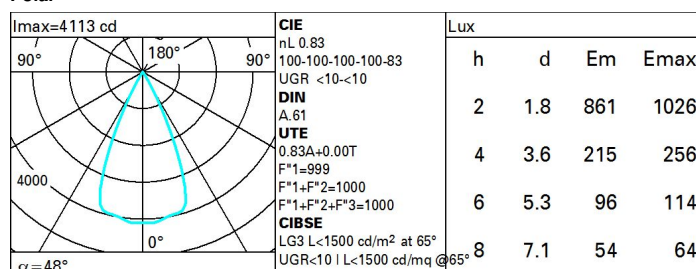 Imax=4113 cd
90°
180°
90°
4000
0°
α=48°
CIE
nL 0.83
100-100-100-100-83
UGR <10-<10
DIN
A.61
UTE
0.83A+0.00T
F"1=999
F"1+F"2=1000
F"1+F"2+F"3=1000
CIBSE
LG3 L<1500 cd/m² at 65°
UGR<10 | L<1500 cd/mq @65°
Lux
h d Em Emax
2 1.8 861 1026
4 3.6 215 256
6 5.3 96 114
8 7.1 54 64